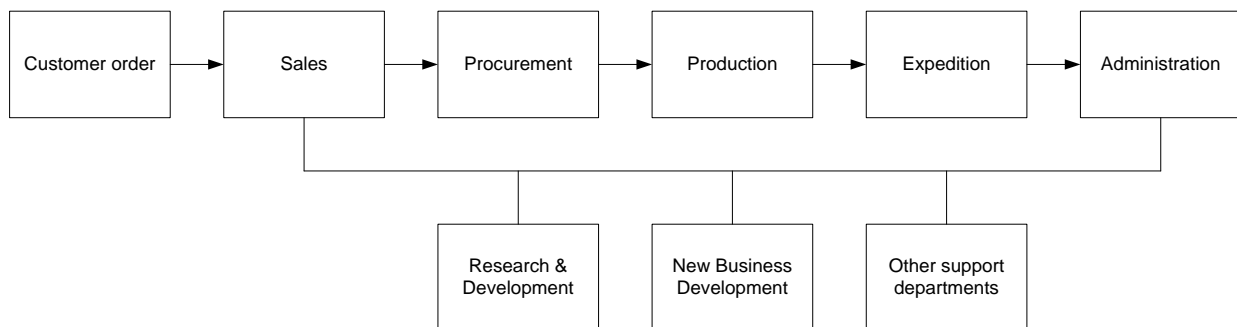 Customer order
Sales
Procurement
Production
Expedition
Administration
Research &
Development
New Business
Development
Other support
departments